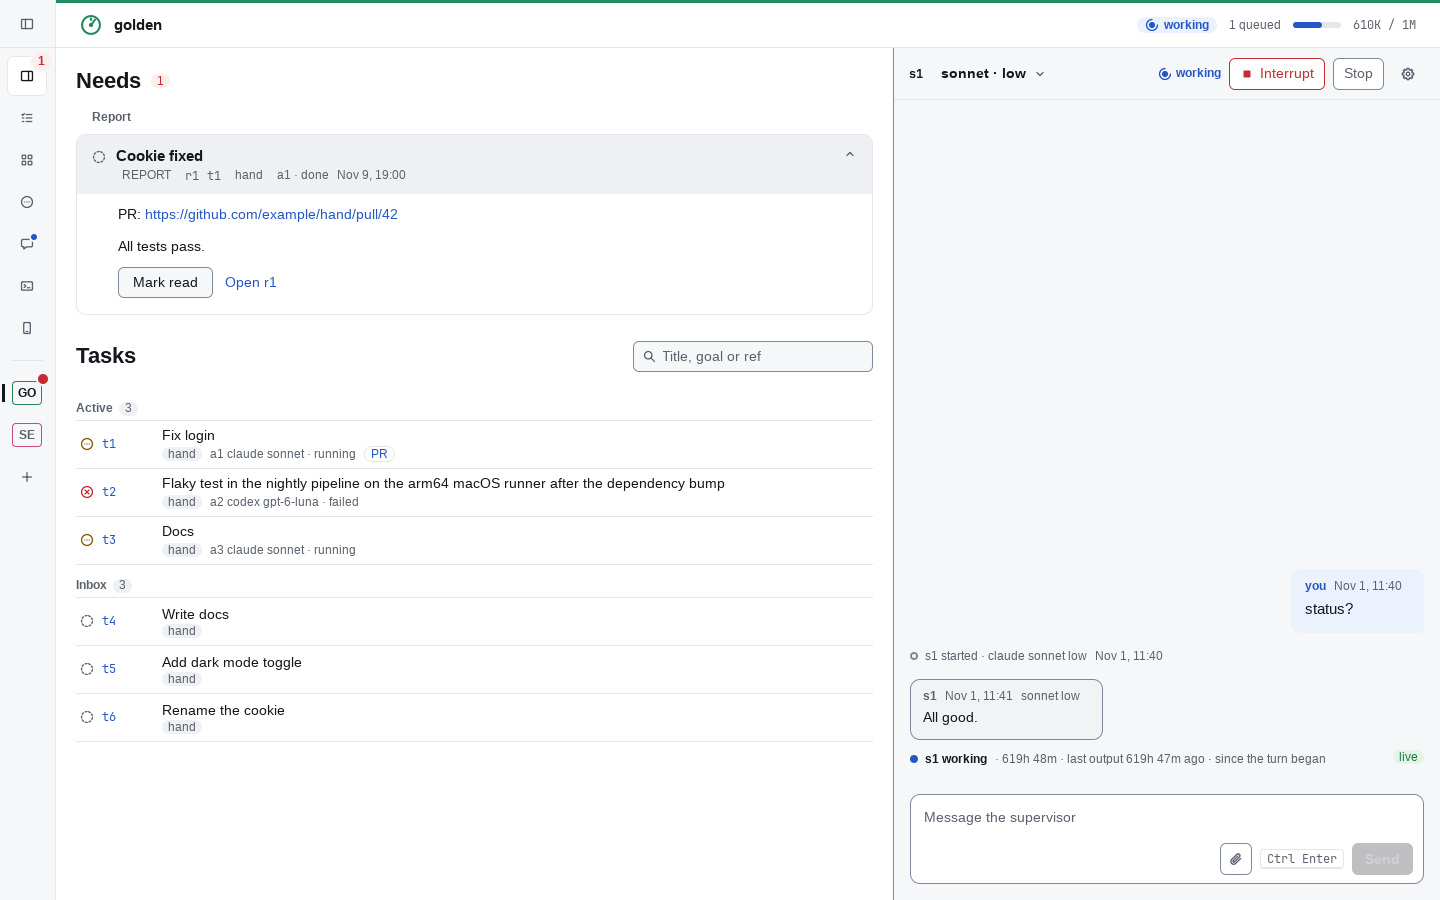 golden
working
1 queued
610K / 1M
1
GO
SE
Needs 1
Report
Cookie fixed
REPORT r1 t1 hand a1 · done Nov 9, 19:00
PR: https://github.com/example/hand/pull/42
All tests pass.
Mark read
Open r1
Tasks
Title, goal or ref
Active 3
t1
Fix login
hand a1 claude sonnet · running PR
t2
Flaky test in the nightly pipeline on the arm64 macOS runner after the dependency bump
hand a2 codex gpt-6-luna · failed
t3
Docs
hand a3 claude sonnet · running
Inbox 3
t4
Write docs
hand
t5
Add dark mode toggle
hand
t6
Rename the cookie
hand
s1 sonnet · low
working
Interrupt
Stop
you Nov 1, 11:40
status?
s1 started · claude sonnet low Nov 1, 11:40
s1 Nov 1, 11:41 sonnet low
All good.
s1 working · 619h 48m · last output 619h 47m ago · since the turn began
live
Message the supervisor
Ctrl Enter
Send